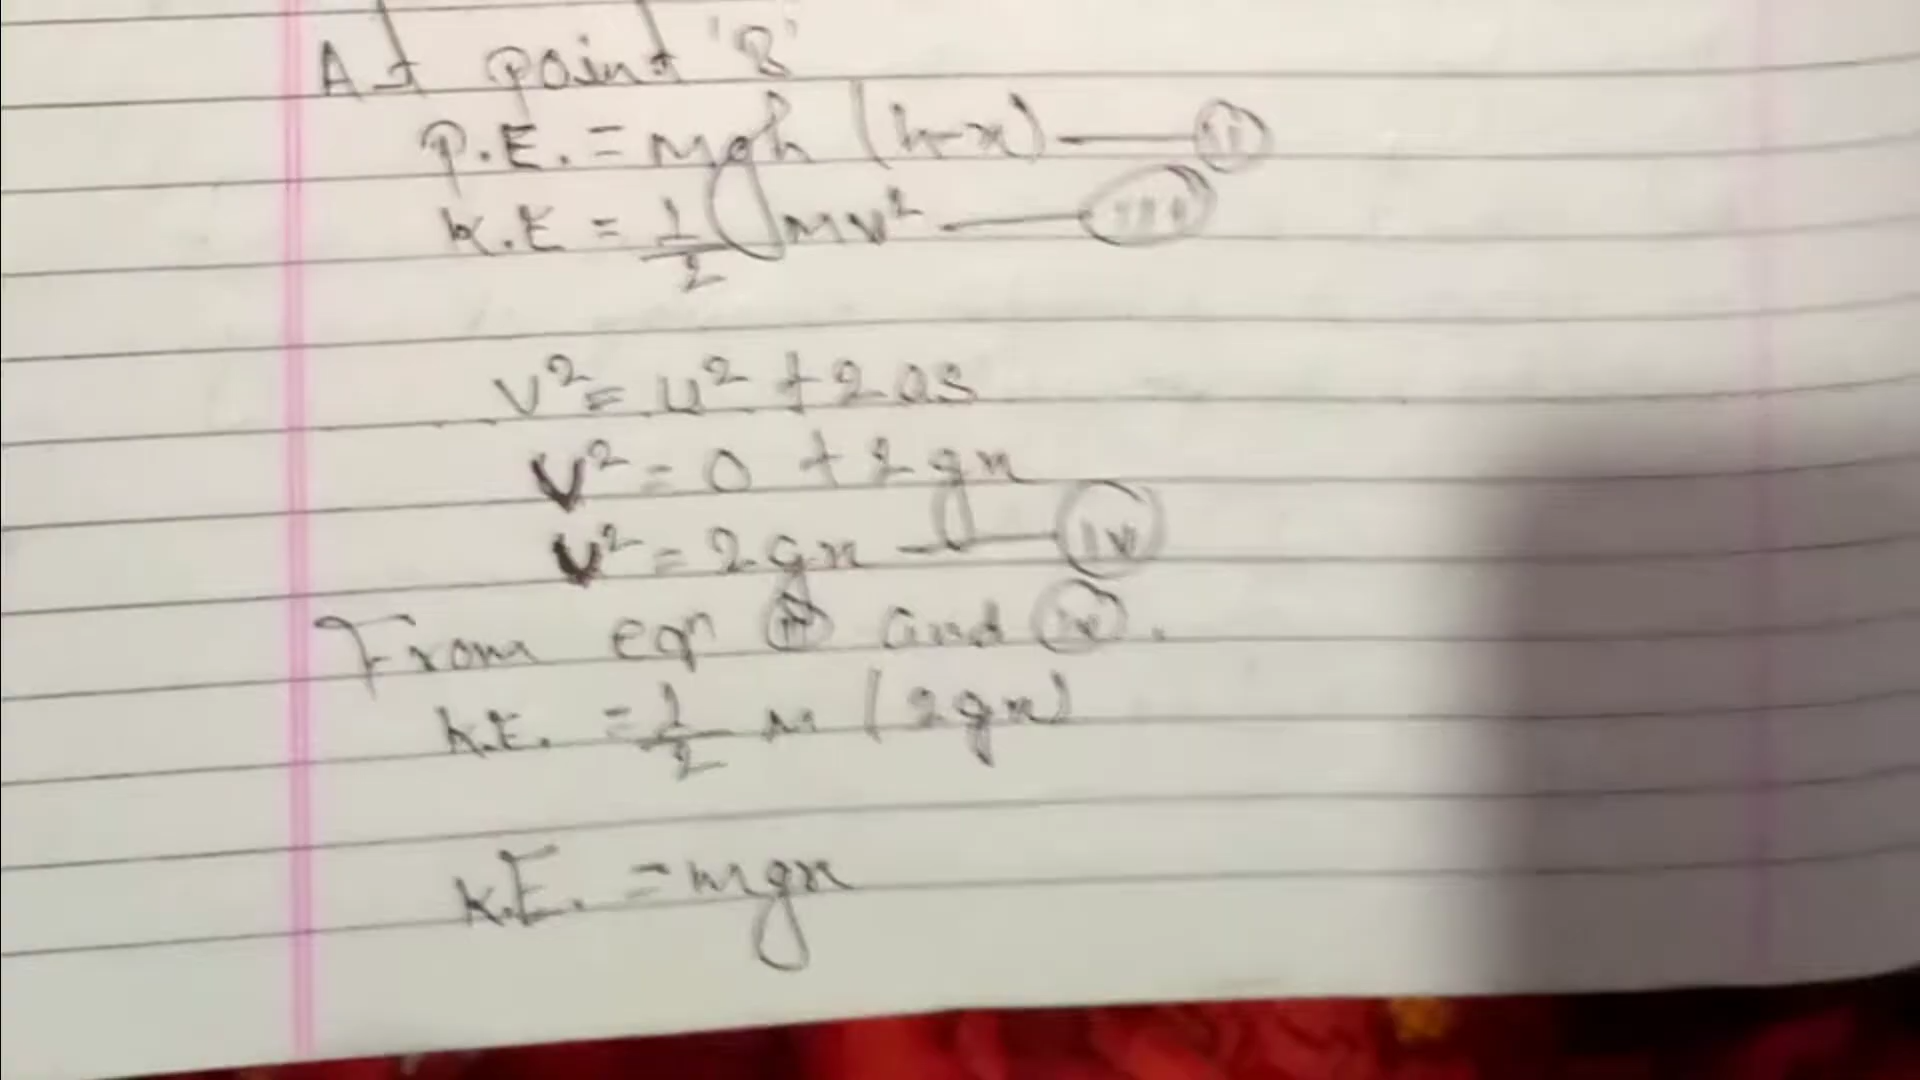 At point 'B'
P.E. = mgh (h-x) — (ii)
K.E = 1/2 mv² — (iii)
v² = u² + 2as
v² = 0 + 2gx
v² = 2gx — (iv)
From eqn and (iv).
K.E. = 1/2 m (2gx)
K.E. = mgx